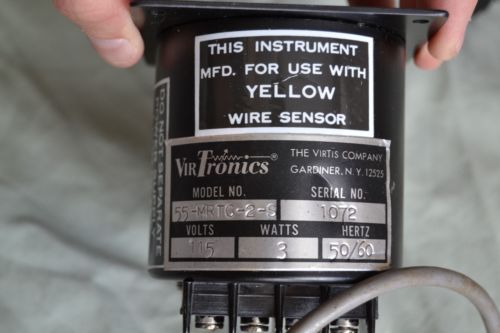 THIS INSTRUMENT
MFD. FOR USE WITH
YELLOW
WIRE SENSOR
DO NOT SEPARATE
VIRTRONICS ®
THE VIRTIS COMPANY
GARDINER, N.Y. 12525
MODEL NO. SERIAL NO.
55-MRTC-2-S 1072
VOLTS WATTS HERTZ
115 3 50/60